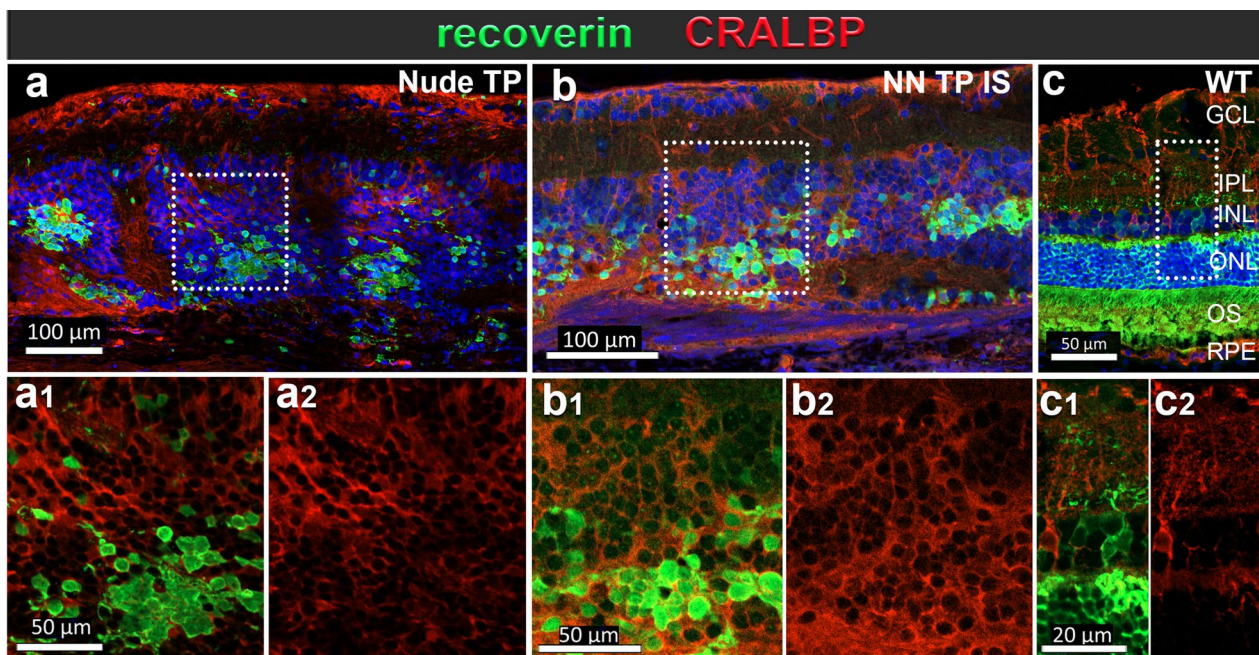 recoverin CRALBP
a Nude TP
100 µm
b NN TP IS
100 µm
c WT
GCL
IPL
INL
ONL
OS
50 µm
RPE
a1
50 µm
a2
b1
50 µm
b2
c1
20 µm
c2